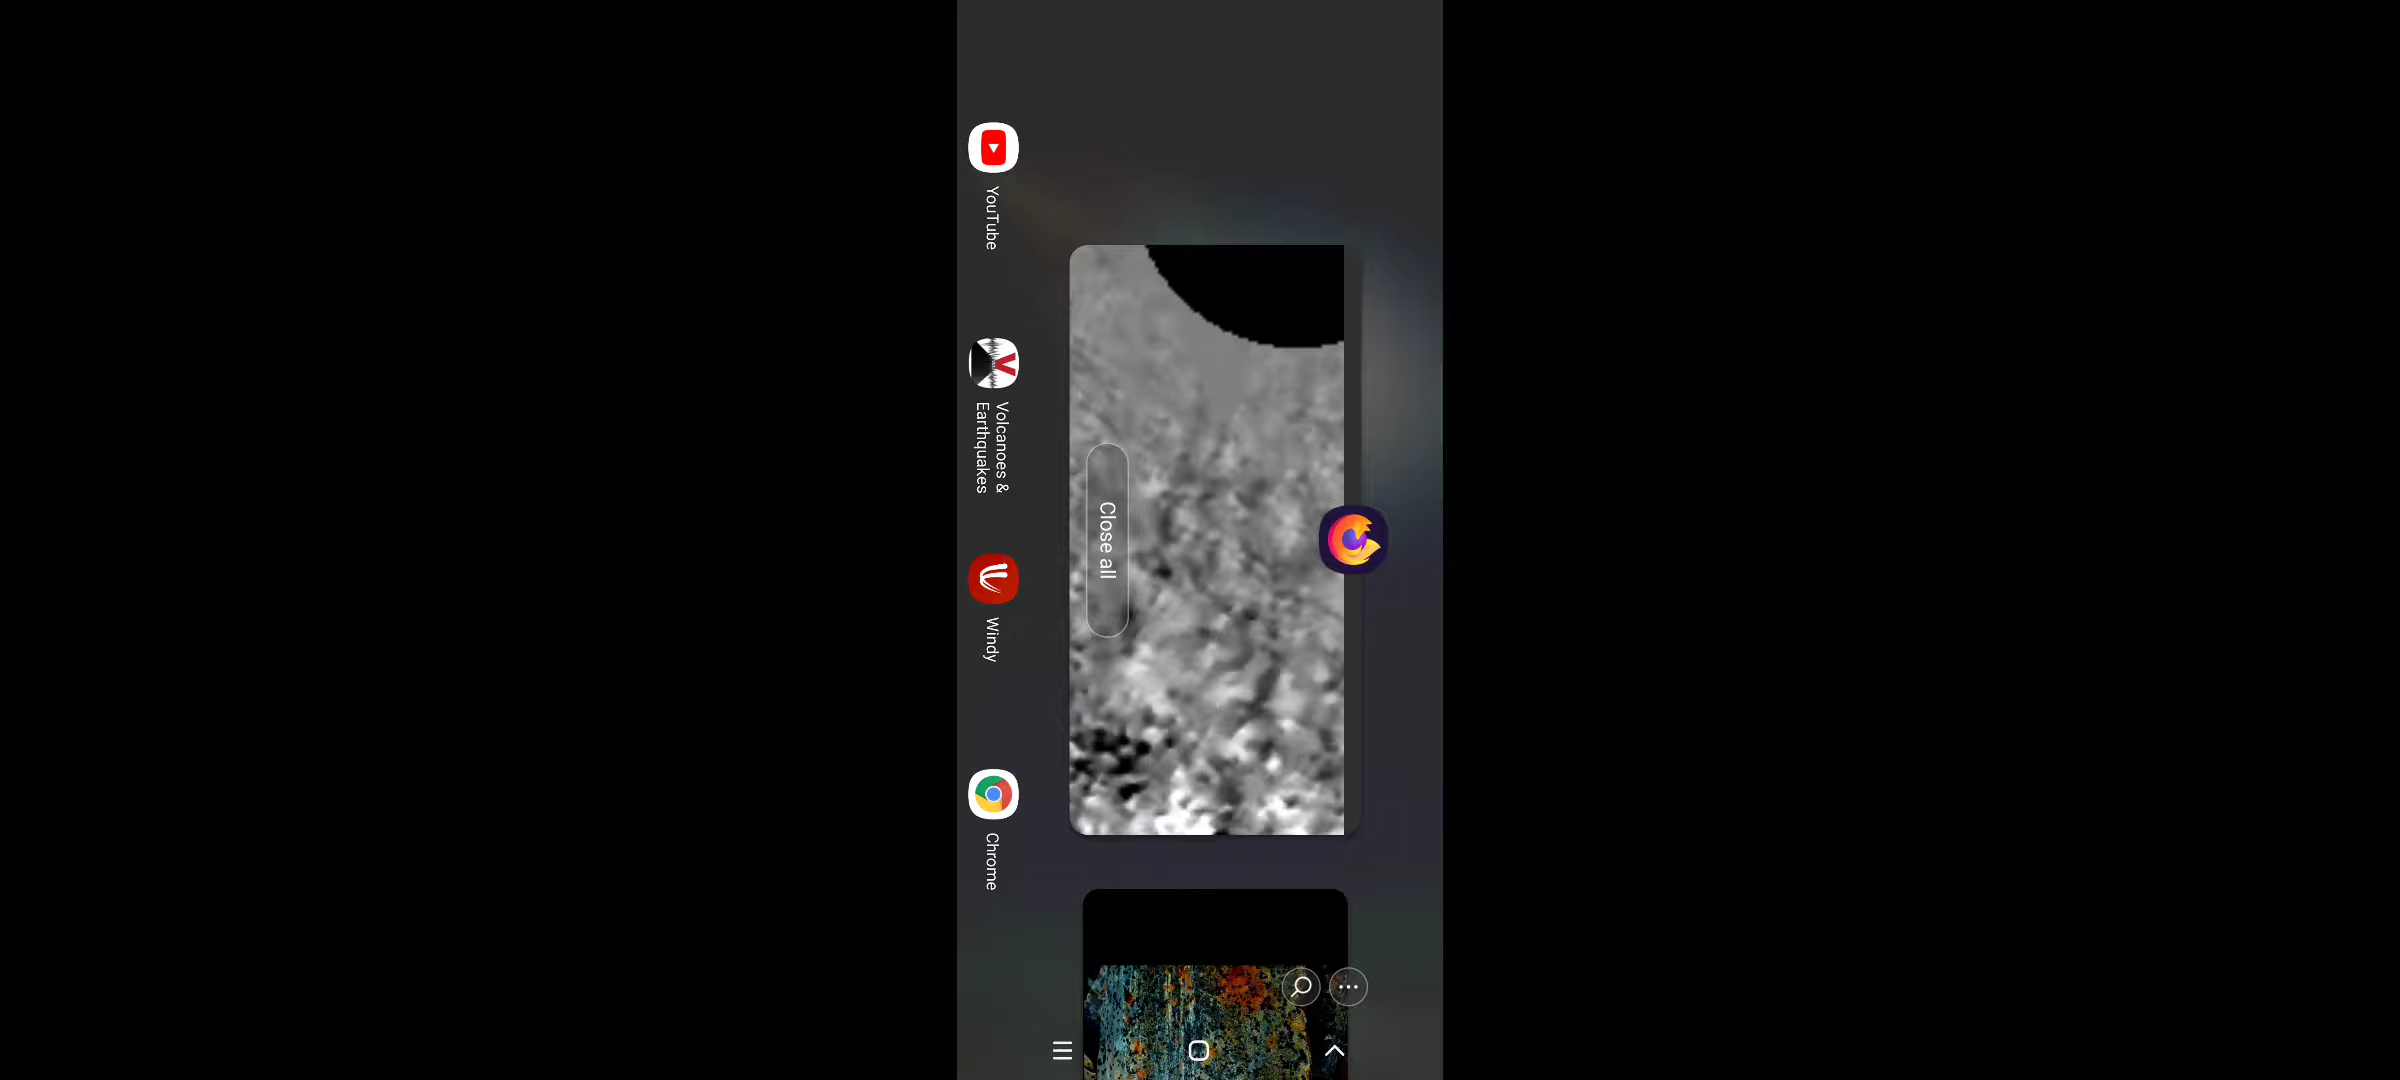 YouTube
Volcanoes &
Earthquakes
Windy
Chrome
Close all